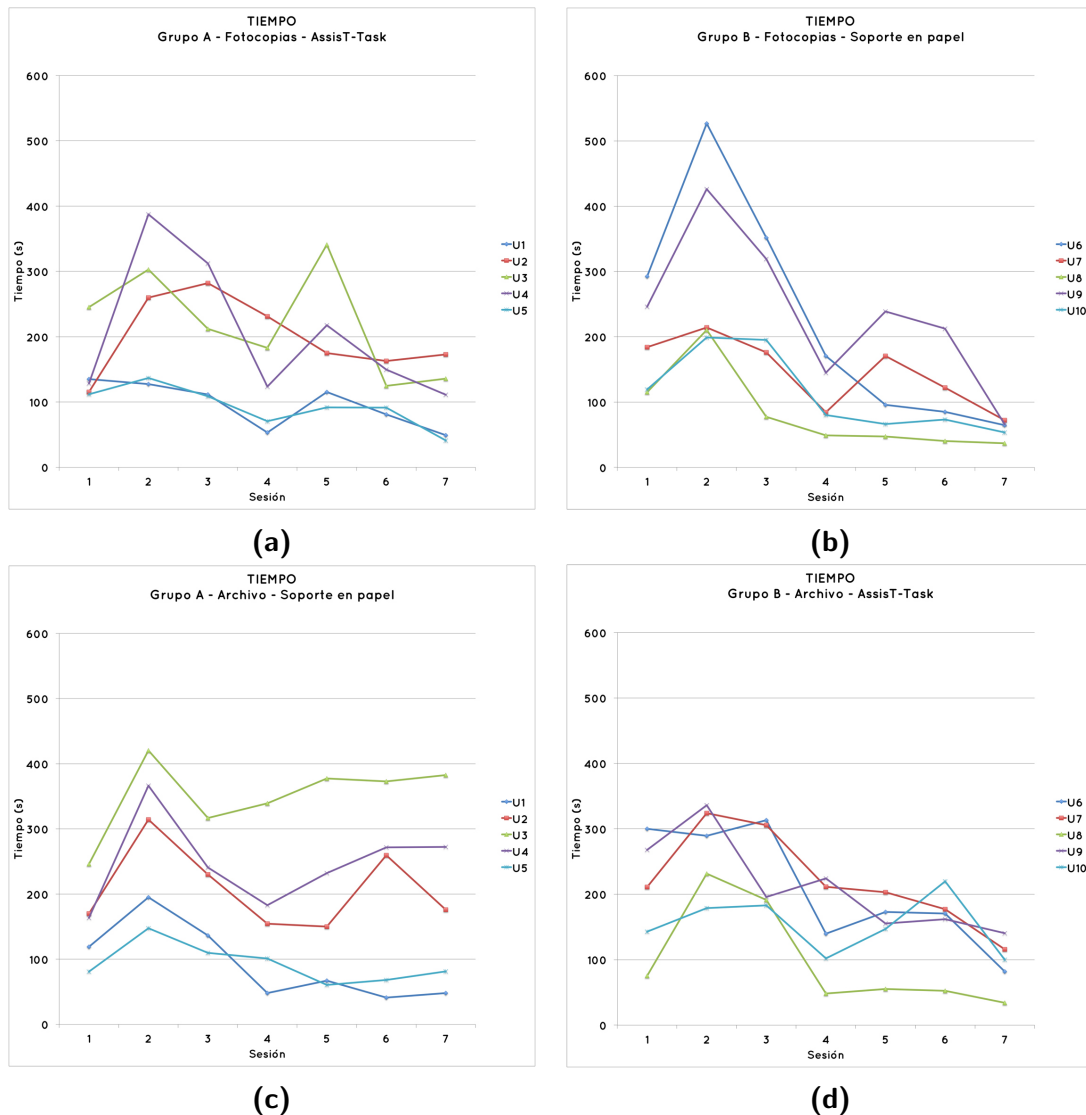 TIEMPO
Grupo A - Fotocopias - AssisT-Task
600
500
400
300
200
100
0
Tiempo (s)
1 2 3 4 5 6 7
Sesión
U1
U2
U3
U4
U5
(a)
TIEMPO
Grupo B - Fotocopias - Soporte en papel
600
500
400
300
200
100
0
Tiempo (s)
1 2 3 4 5 6 7
Sesión
U6
U7
U8
U9
U10
(b)
TIEMPO
Grupo A - Archivo - Soporte en papel
600
500
400
300
200
100
0
Tiempo (s)
1 2 3 4 5 6 7
Sesión
U1
U2
U3
U4
U5
(c)
TIEMPO
Grupo B - Archivo - AssisT-Task
600
500
400
300
200
100
0
Tiempo (s)
1 2 3 4 5 6 7
Sesión
U6
U7
U8
U9
U10
(d)